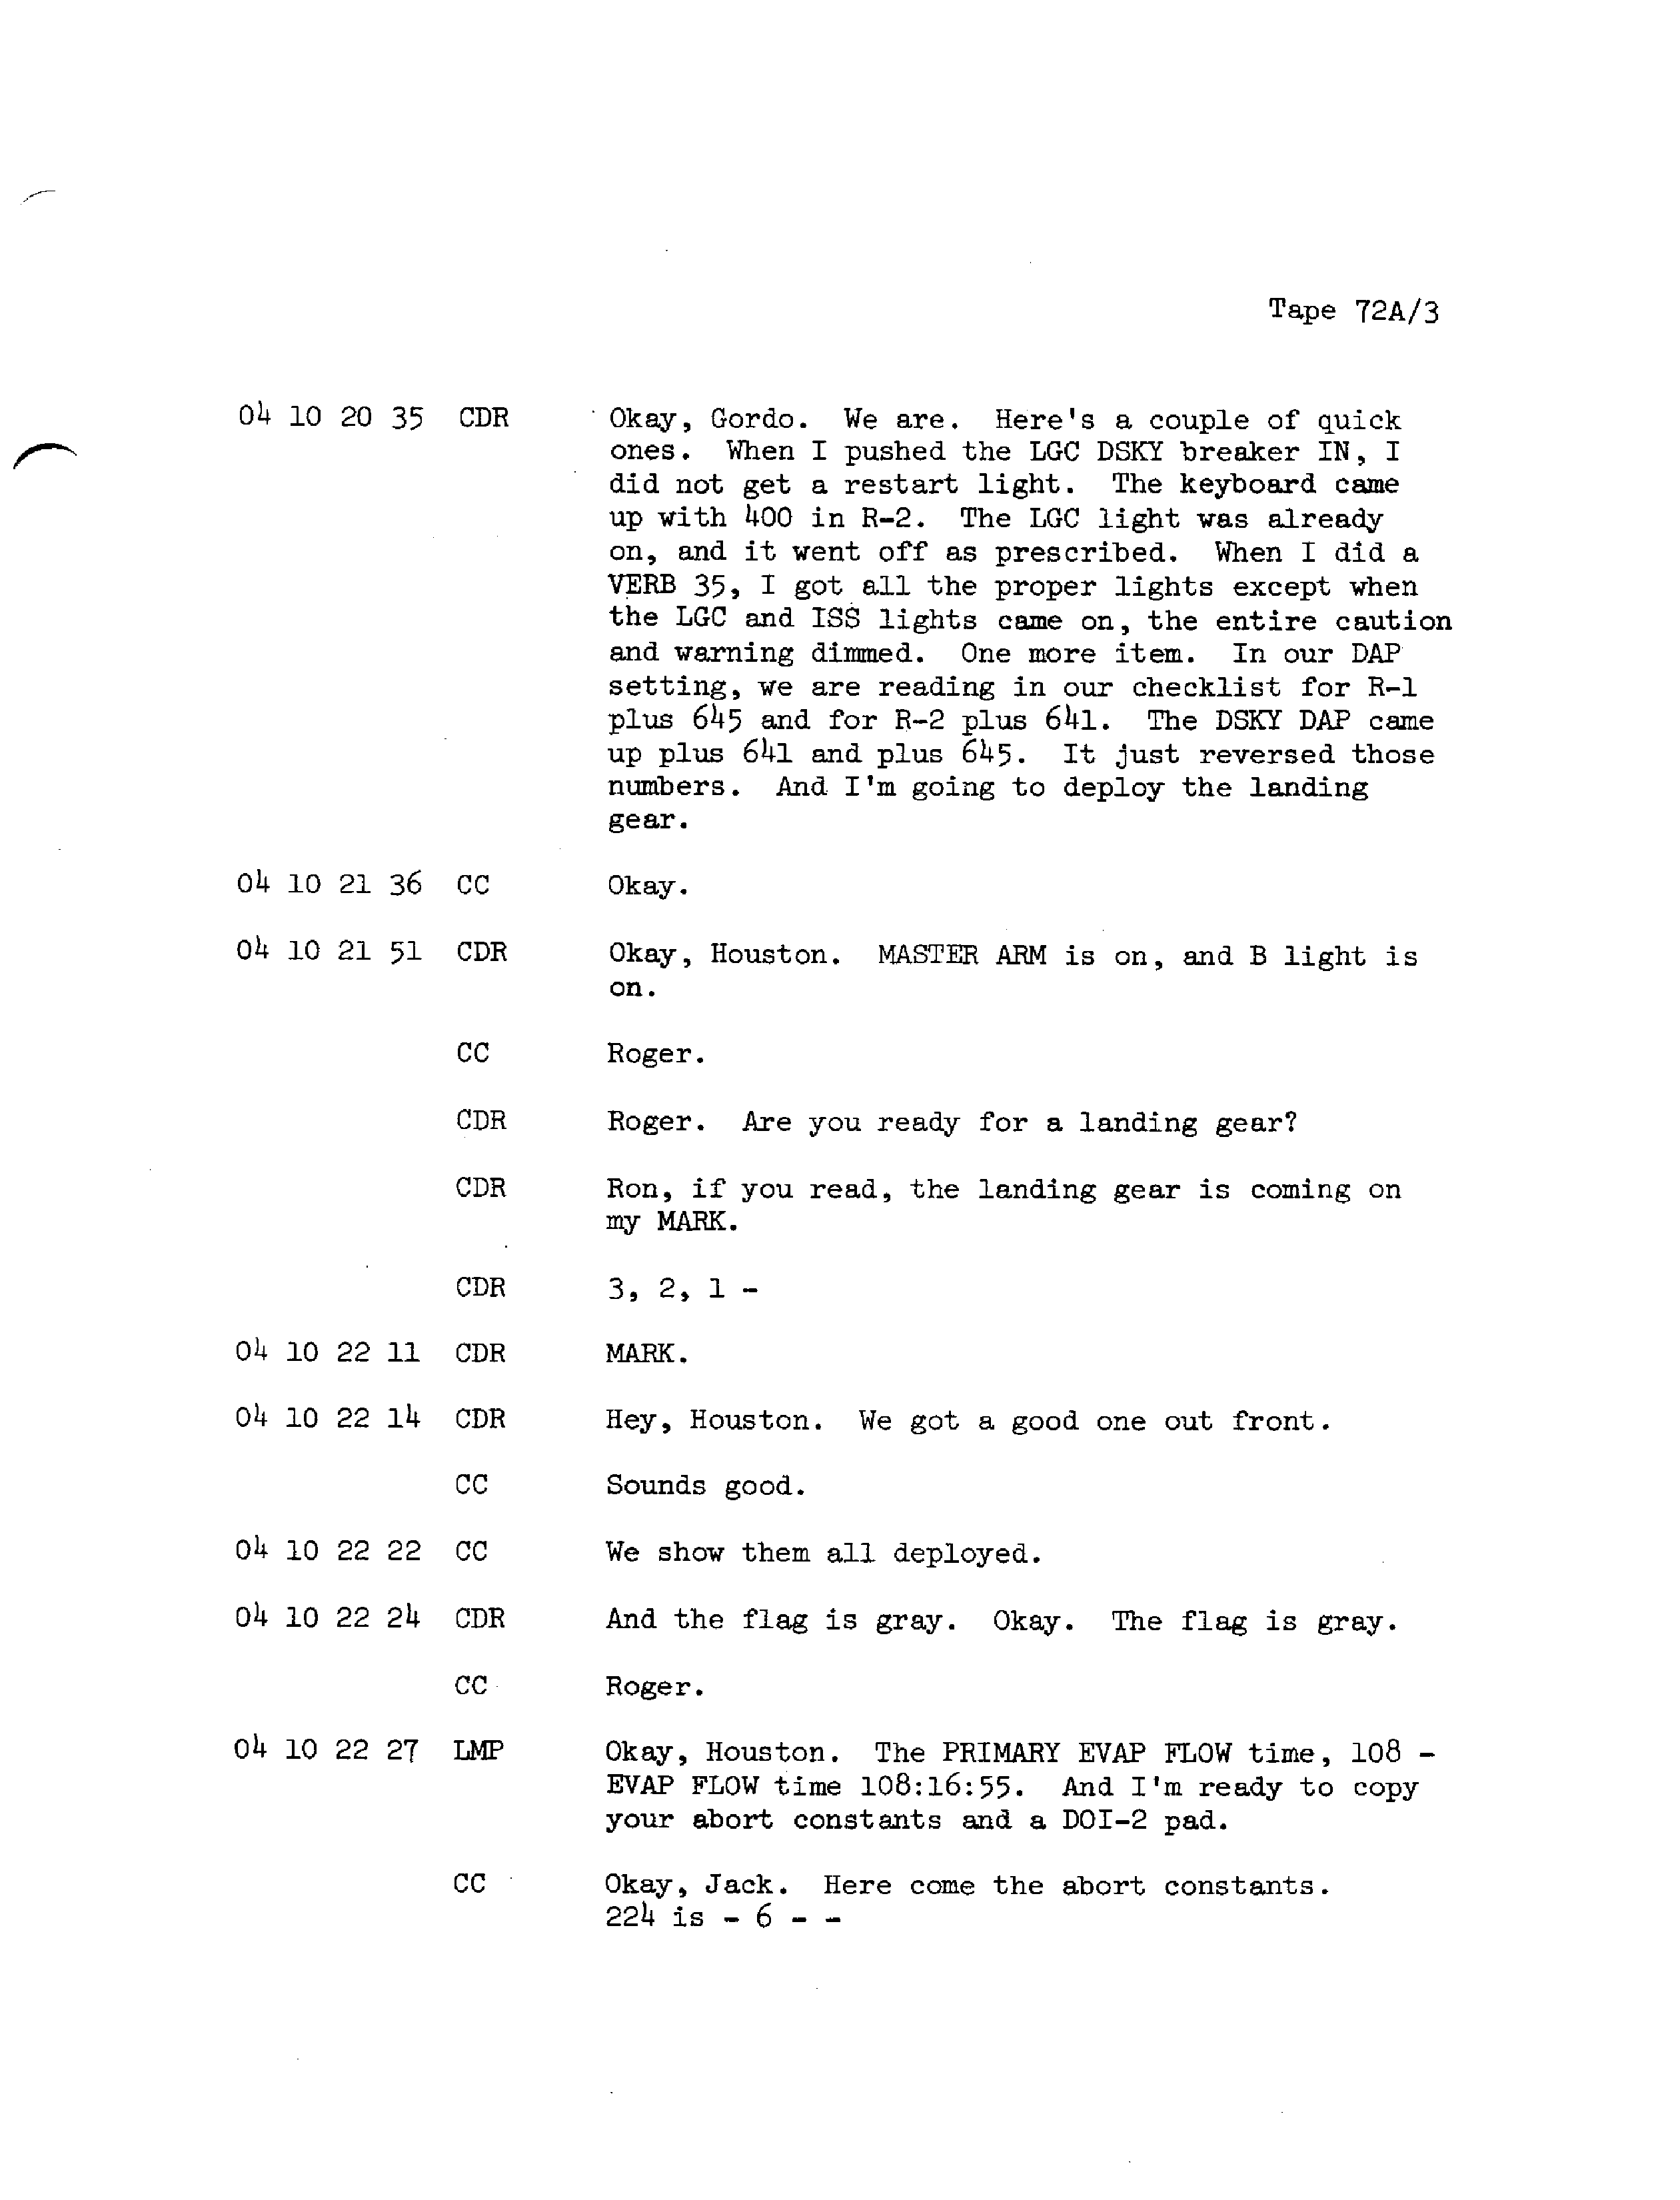 Tape 72A/3
04 10 20 35 CDR Okay, Gordo. We are. Here's a couple of quick
ones. When I pushed the LGC DSKY breaker IN, I
did not get a restart light. The keyboard came
up with 400 in R-2. The LGC light was already
on, and it went off as prescribed. When I did a
VERB 35, I got all the proper lights except when
the LGC and ISS lights came on, the entire caution
and warning dimmed. One more item. In our DAP
setting, we are reading in our checklist for R-1
plus 645 and for R-2 plus 641. The DSKY DAP came
up plus 641 and plus 645. It just reversed those
numbers. And I'm going to deploy the landing
gear.
04 10 21 36 CC Okay.
04 10 21 51 CDR Okay, Houston. MASTER ARM is on, and B light is
on.
CC Roger.
CDR Roger. Are you ready for a landing gear?
CDR Ron, if you read, the landing gear is coming on
my MARK.
CDR 3, 2, 1 -
04 10 22 11 CDR MARK.
04 10 22 14 CDR Hey, Houston. We got a good one out front.
CC Sounds good.
04 10 22 22 CC We show them all deployed.
04 10 22 24 CDR And the flag is gray. Okay. The flag is gray.
CC Roger.
04 10 22 27 LMP Okay, Houston. The PRIMARY EVAP FLOW time, 108 -
EVAP FLOW time 108:16:55. And I'm ready to copy
your abort constants and a DOI-2 pad.
CC Okay, Jack. Here come the abort constants.
224 is - 6 - -